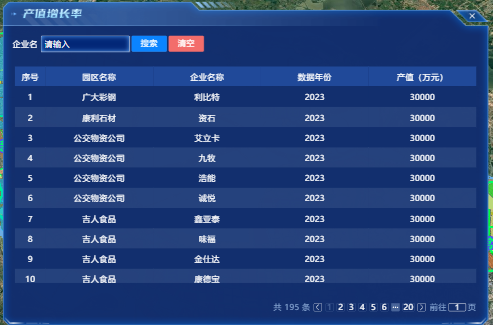 产值增长率
企业名 请输入 搜索 清空
序号 园区名称 企业名称 数据年份 产值（万元）
1 广大彩钢 利比特 2023 30000
2 康利石材 资石 2023 30000
3 公交物资公司 艾立卡 2023 30000
4 公交物资公司 九牧 2023 30000
5 公交物资公司 浩能 2023 30000
6 公交物资公司 诚悦 2023 30000
7 吉人食品 鑫亚泰 2023 30000
8 吉人食品 味福 2023 30000
9 吉人食品 金仕达 2023 30000
10 吉人食品 康德宝 2023 30000
共 195 条 1 2 3 4 5 6 ••• 20 前往 1 页